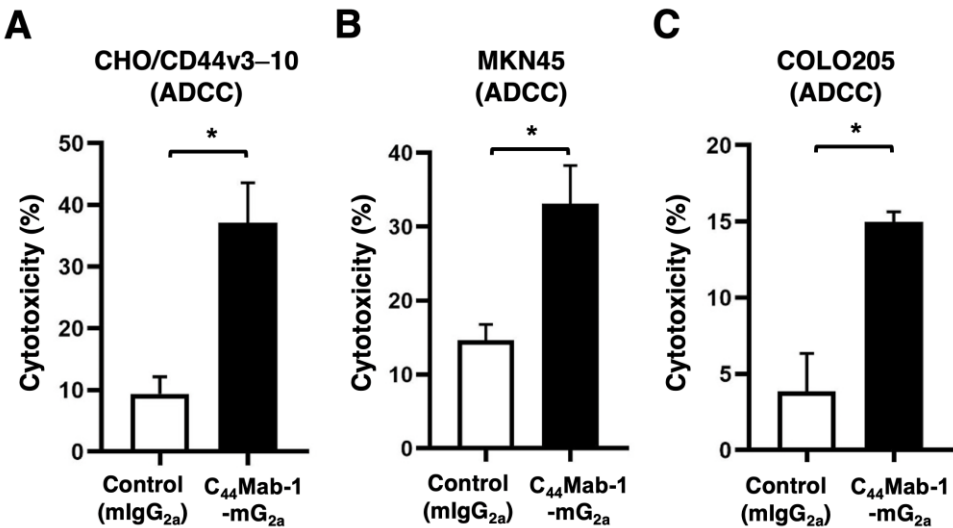 A
CHO/CD44v3–10
(ADCC)
*
50
40
30
20
10
0
Cytotoxicity (%)
Control
(mIgG2a)
C44Mab-1
-mG2a
B
MKN45
(ADCC)
*
40
30
20
10
0
Cytotoxicity (%)
Control
(mIgG2a)
C44Mab-1
-mG2a
C
COLO205
(ADCC)
*
20
15
10
5
0
Cytotoxicity (%)
Control
(mIgG2a)
C44Mab-1
-mG2a